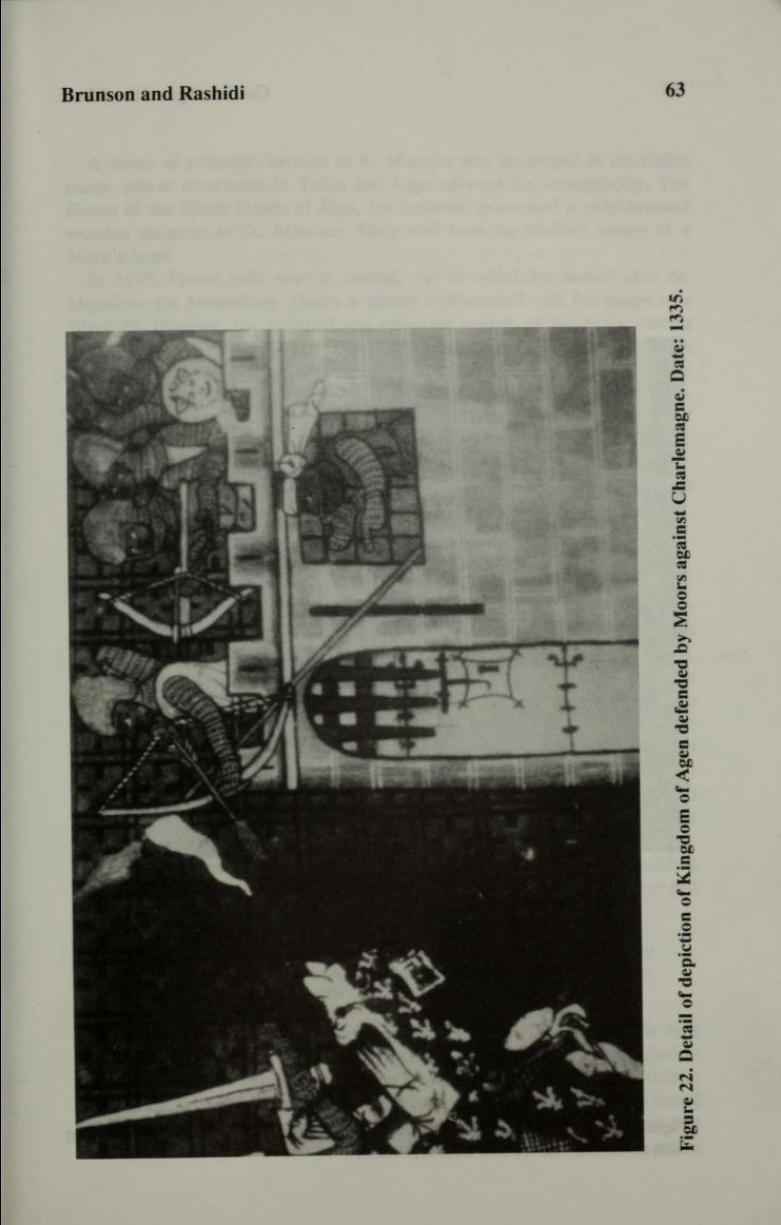 Brunson and Rashidi
63
Figure 22. Detail of depiction of Kingdom of Agen defended by Moors against Charlemagne. Date: 1335.